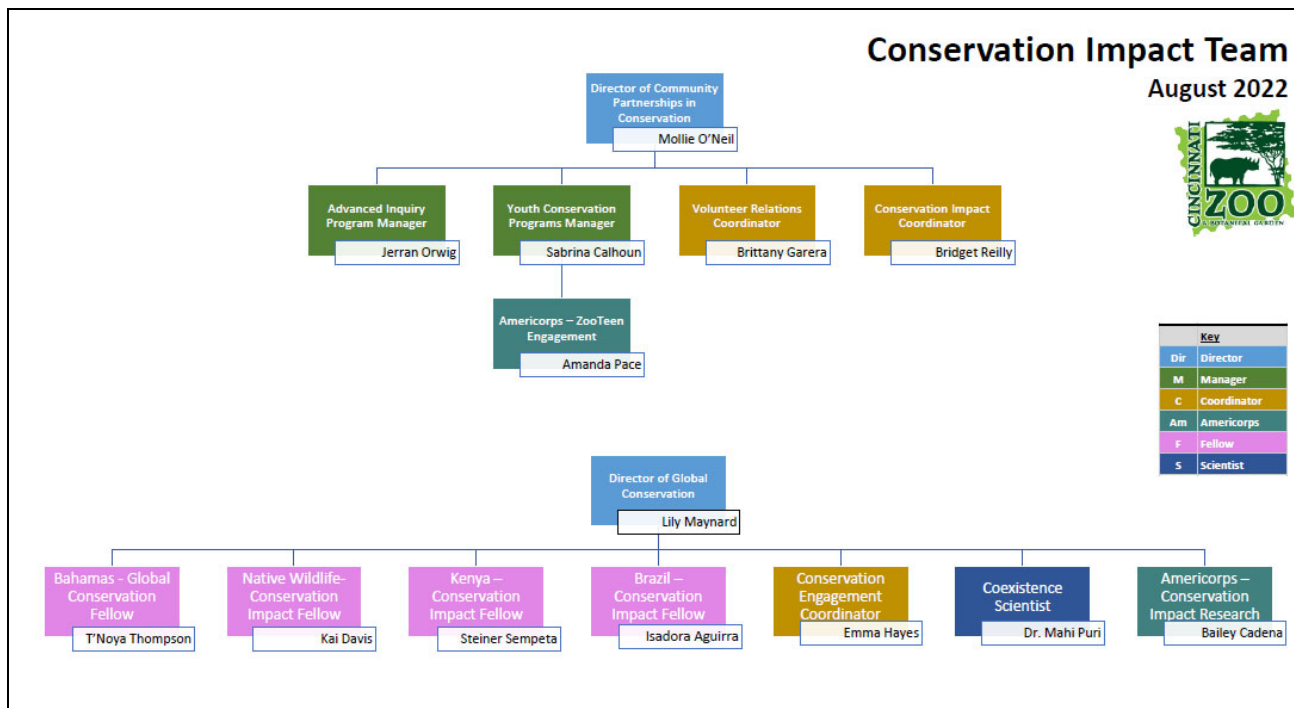 Conservation Impact Team
August 2022
CINCINNATI
ZOO
& BOTANICAL GARDEN
Director of Community
Partnerships in
Conservation
Mollie O'Neil
Advanced Inquiry
Program Manager
Jerran Orwig
Youth Conservation
Programs Manager
Sabrina Calhoun
Volunteer Relations
Coordinator
Brittany Garera
Conservation Impact
Coordinator
Bridget Reilly
Americorps – ZooTeen
Engagement
Amanda Pace
Key
Dir Director
M Manager
C Coordinator
Am Americorps
F Fellow
S Scientist
Director of Global
Conservation
Lily Maynard
Bahamas - Global
Conservation
Fellow
T'Noya Thompson
Native Wildlife-
Conservation
Impact Fellow
Kai Davis
Kenya –
Conservation
Impact Fellow
Steiner Sempeta
Brazil –
Conservation
Impact Fellow
Isadora Aguirra
Conservation
Engagement
Coordinator
Emma Hayes
Coexistence
Scientist
Dr. Mahi Puri
Americorps –
Conservation
Impact Research
Bailey Cadena